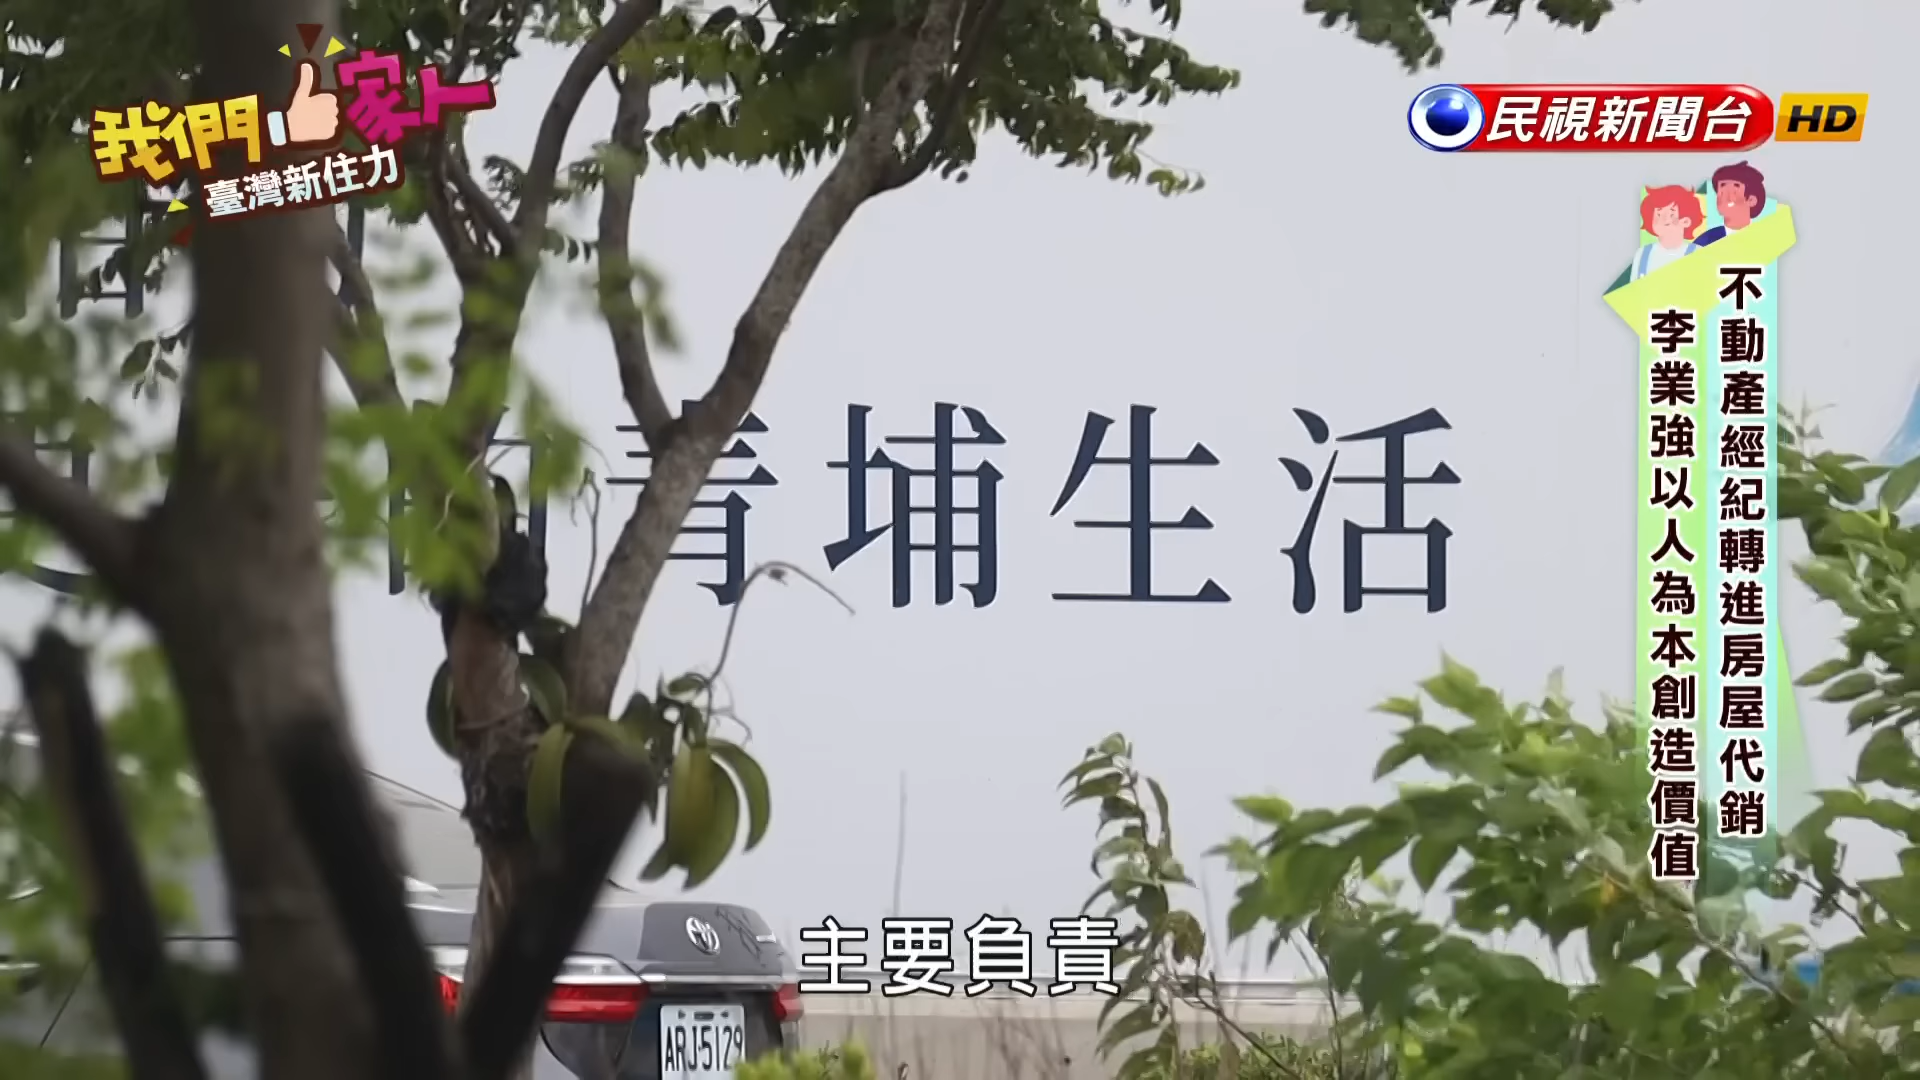 我們一家人
臺灣新住力
民視新聞台 HD
不動產經紀轉進房屋代銷
李業強以人為本創造價值
的青埔生活
主要負責
ARJ-5129